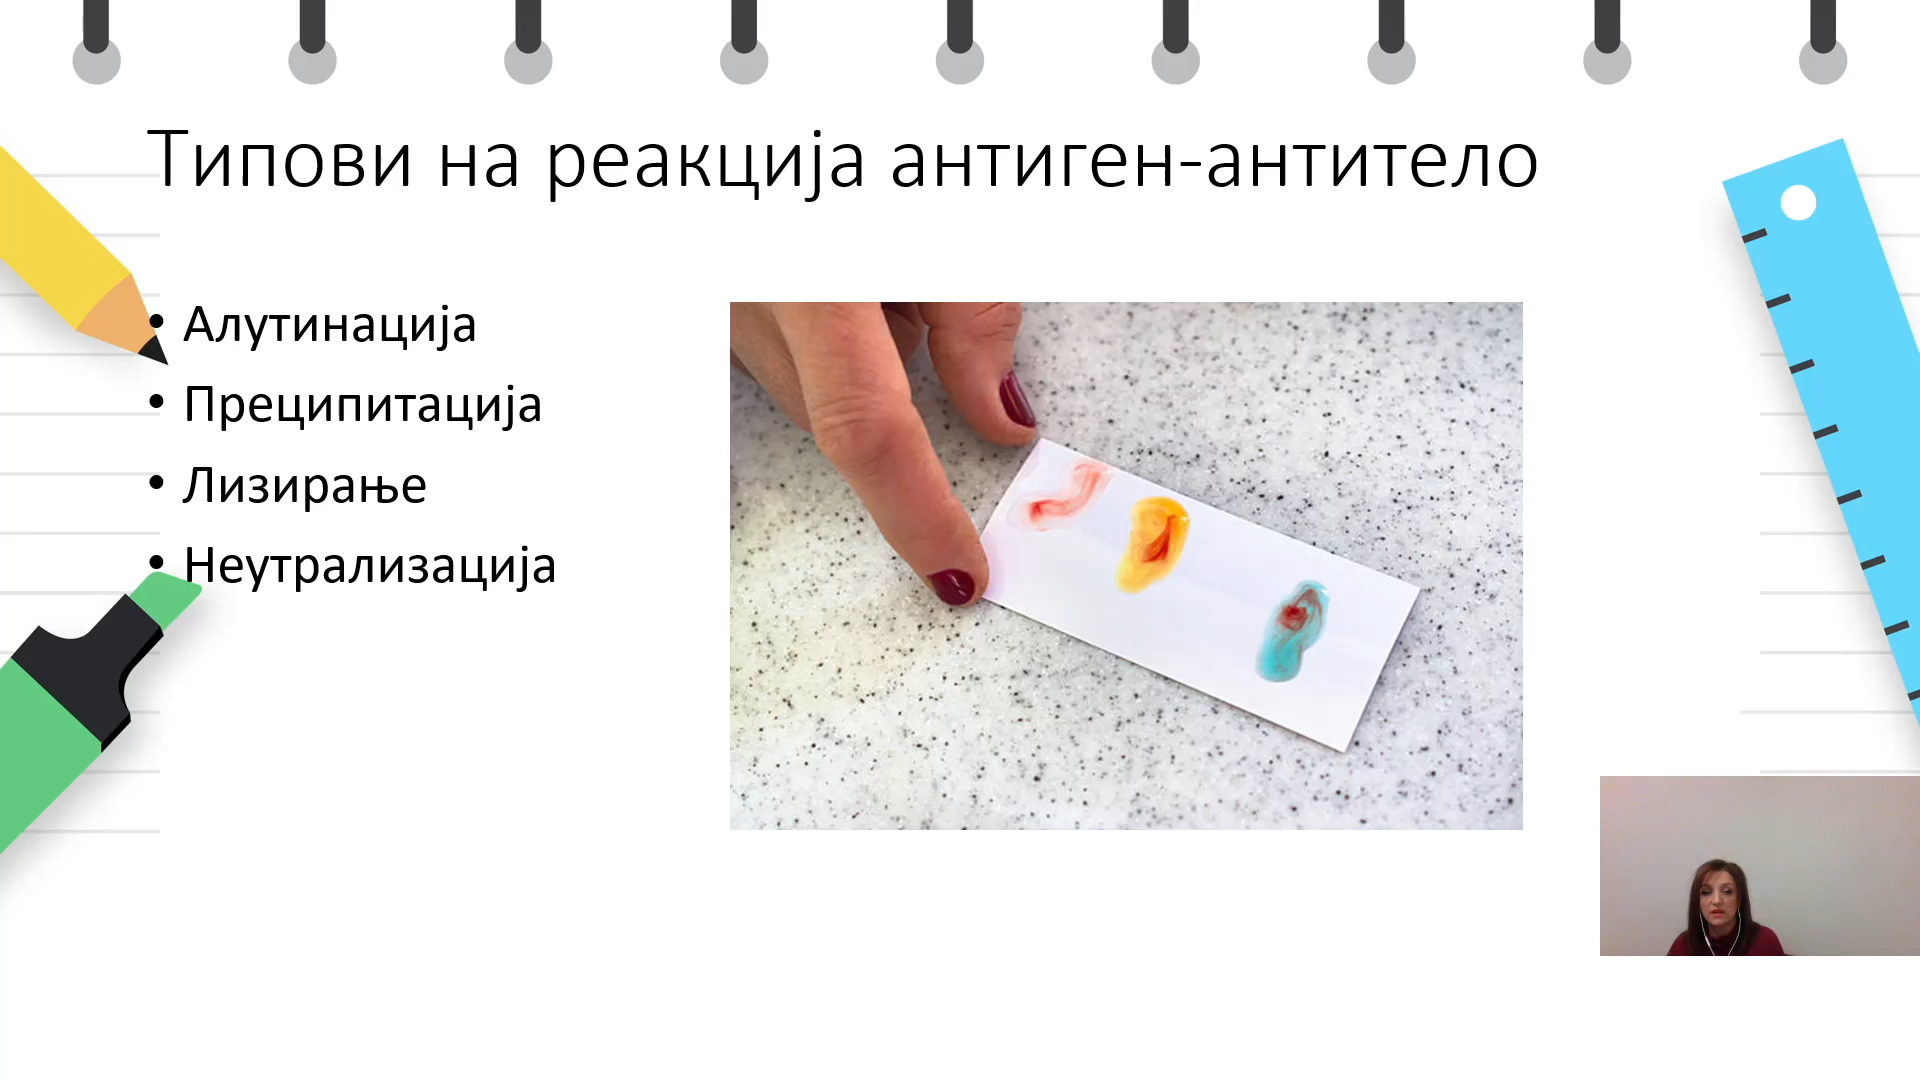 Типови на реакција антиген-антитело
• Алутинација
• Преципитација
• Лизирање
• Неутрализација